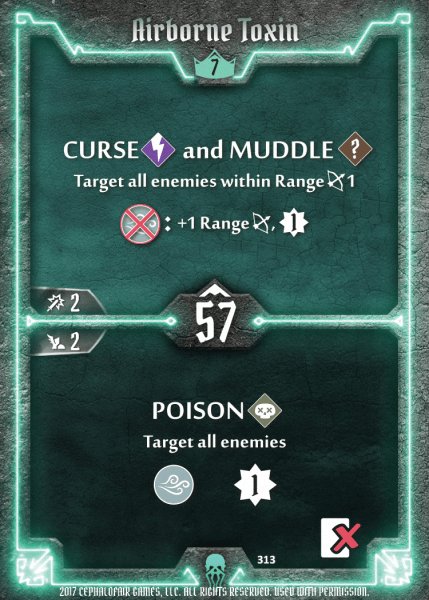 Airborne Toxin
7
CURSE and MUDDLE ?
Target all enemies within Range 1
: +1 Range , 1
2
57
2
POISON
Target all enemies
1
313
2017 CEPHALOFAIR GAMES, LLC. ALL RIGHTS RESERVED. USED WITH PERMISSION.